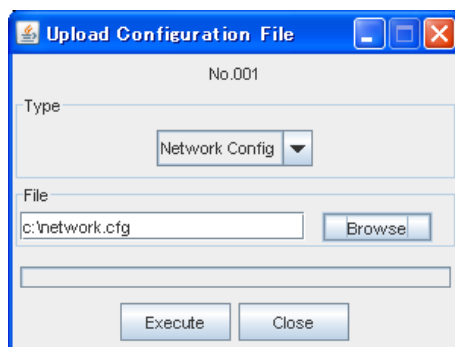 Upload Configuration File
No.001
Type
Network Config
File
c:\network.cfg
Browse
Execute
Close